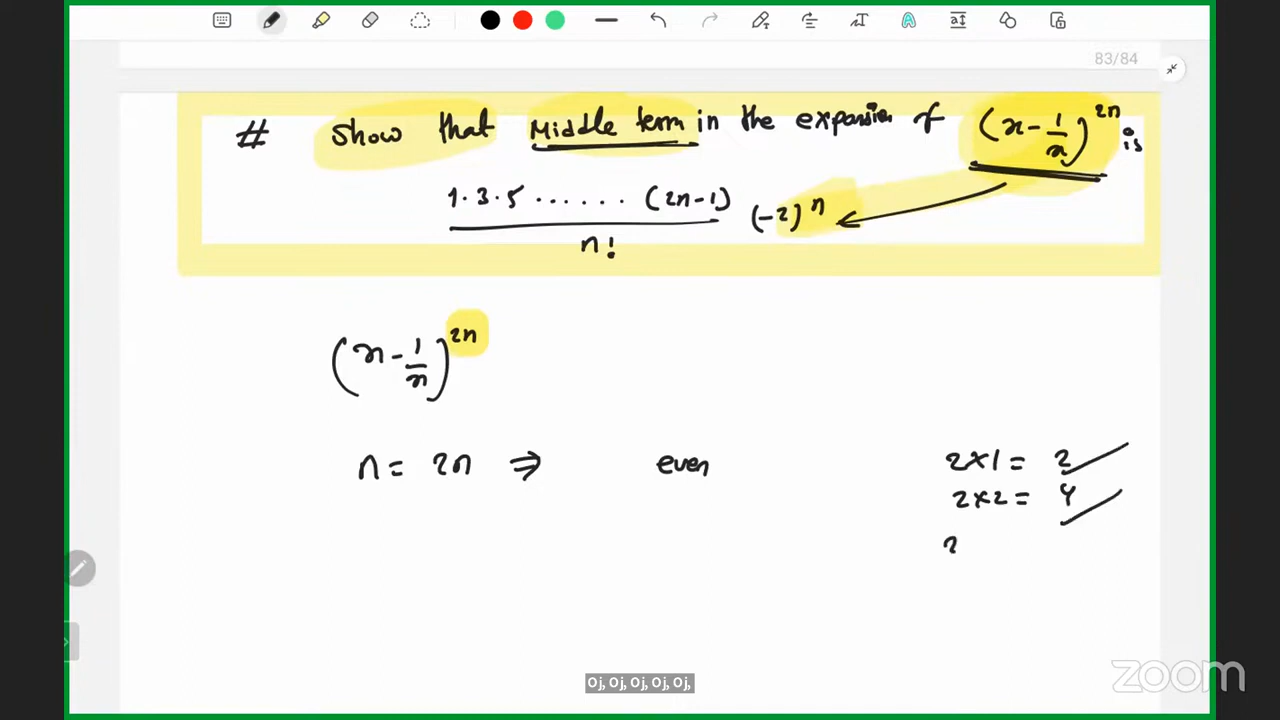 83/84
# Show that Middle term in the expansion of (x - 1/x)^2n is
1·3·5 ...... (2n-1) / n! (-2)^n
(x - 1/x)^2n
n = 2n ⇒ even
2×1 = 2
2×2 = 4
2
oj, oj, oj, oj, oj,
zoom